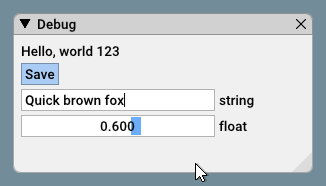 Debug
Hello, world 123
Save
Quick brown fox string
0.600 float